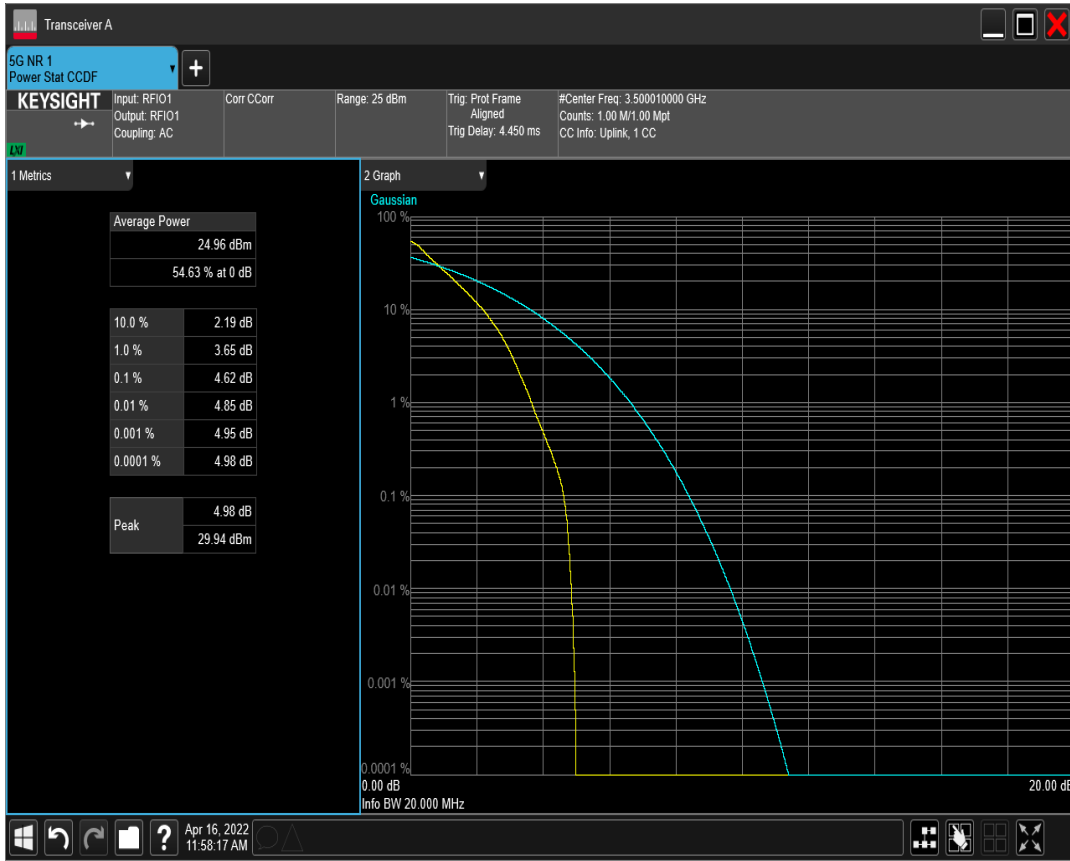 Transceiver A
5G NR 1
Power Stat CCDF
KEYSIGHT
LXI
Input: RFIO1
Output: RFIO1
Coupling: AC
Corr CCorr
Range: 25 dBm
Trig: Prot Frame
Aligned
Trig Delay: 4.450 ms
#Center Freq: 3.500010000 GHz
Counts: 1.00 M/1.00 Mpt
CC Info: Uplink, 1 CC
1 Metrics
Average Power
24.96 dBm
54.63 % at 0 dB
10.0 % 2.19 dB
1.0 % 3.65 dB
0.1 % 4.62 dB
0.01 % 4.85 dB
0.001 % 4.95 dB
0.0001 % 4.98 dB
Peak 4.98 dB
29.94 dBm
2 Graph
Gaussian
100 %
10 %
1 %
0.1 %
0.01 %
0.001 %
0.0001 %
0.00 dB 20.00 dB
Info BW 20.000 MHz
Apr 16, 2022
11:58:17 AM